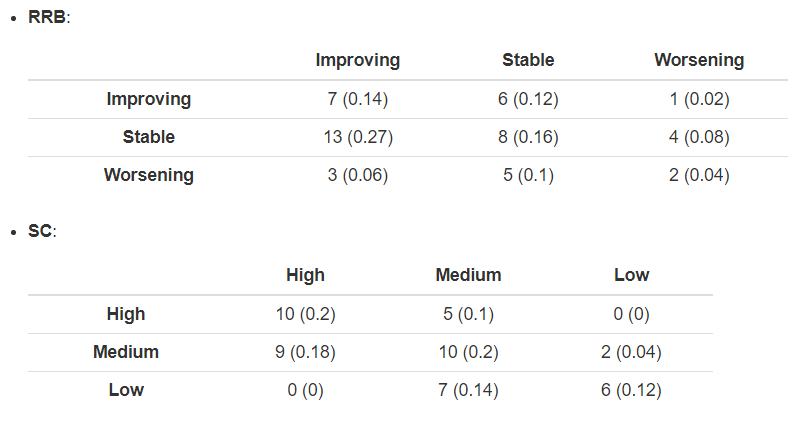 • RRB:
Improving Stable Worsening
Improving 7 (0.14) 6 (0.12) 1 (0.02)
Stable 13 (0.27) 8 (0.16) 4 (0.08)
Worsening 3 (0.06) 5 (0.1) 2 (0.04)
• SC:
High Medium Low
High 10 (0.2) 5 (0.1) 0 (0)
Medium 9 (0.18) 10 (0.2) 2 (0.04)
Low 0 (0) 7 (0.14) 6 (0.12)